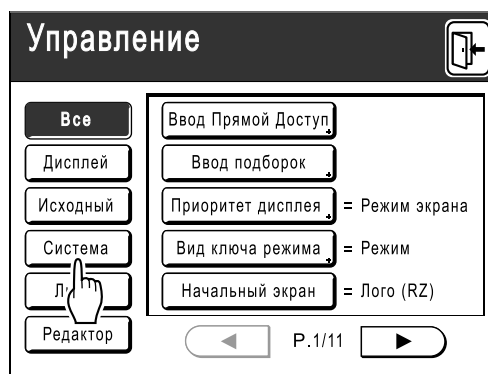 Управление
Все
Дисплей
Исходный
Система
Редактор
Ввод Прямой Доступ
Ввод подборок
Приоритет дисплея = Режим экрана
Вид ключа режима = Режим
Начальный экран = Лого (RZ)
P.1/11